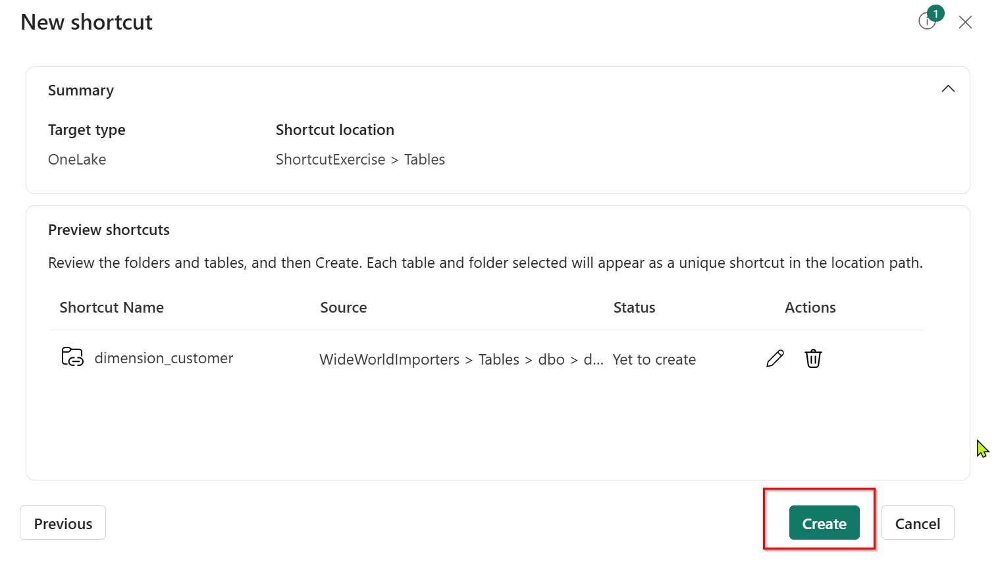 New shortcut
1
Summary
Target type Shortcut location
OneLake ShortcutExercise > Tables
Preview shortcuts
Review the folders and tables, and then Create. Each table and folder selected will appear as a unique shortcut in the location path.
Shortcut Name Source Status Actions
dimension_customer WideWorldImporters > Tables > dbo > d... Yet to create
Previous Create Cancel